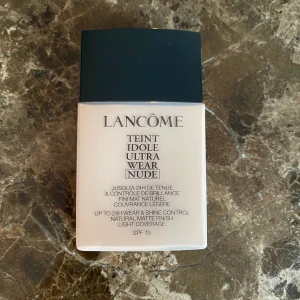 LANCÔME
TEINT
IDOLE
ULTRA
WEAR
NUDE
JUSQU'À 24H DE TENUE
& CONTRÔLE DE BRILLANCE
FINI MAT NATUREL
COUVRANCE LÉGÈRE
UP TO 24H WEAR & SHINE CONTROL
NATURAL MATTE FINISH
LIGHT COVERAGE
SPF 19